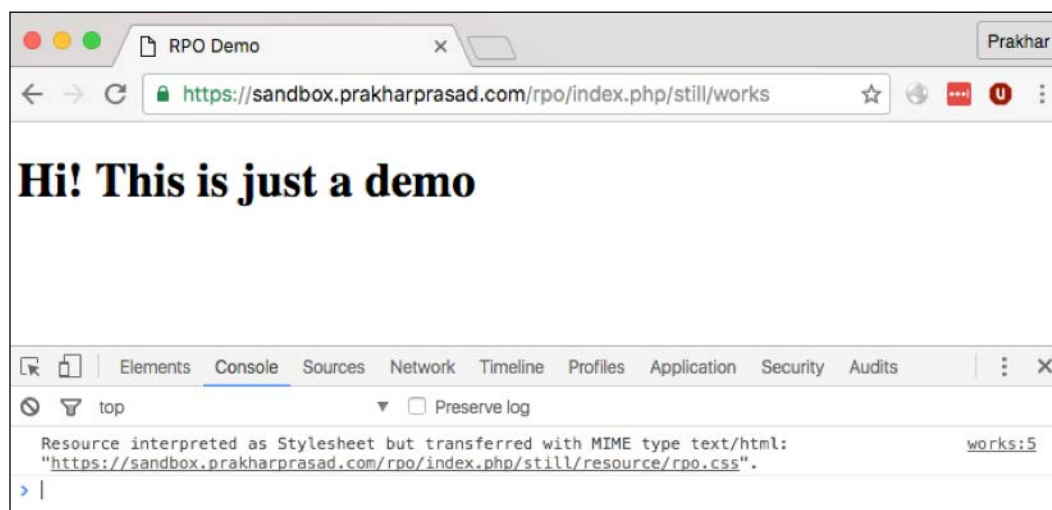 RPO Demo
Prakhar
https://sandbox.prakharprasad.com/rpo/index.php/still/works
Hi! This is just a demo
Elements Console Sources Network Timeline Profiles Application Security Audits
top Preserve log
Resource interpreted as Stylesheet but transferred with MIME type text/html: works:5
"https://sandbox.prakharprasad.com/rpo/index.php/still/resource/rpo.css".
>